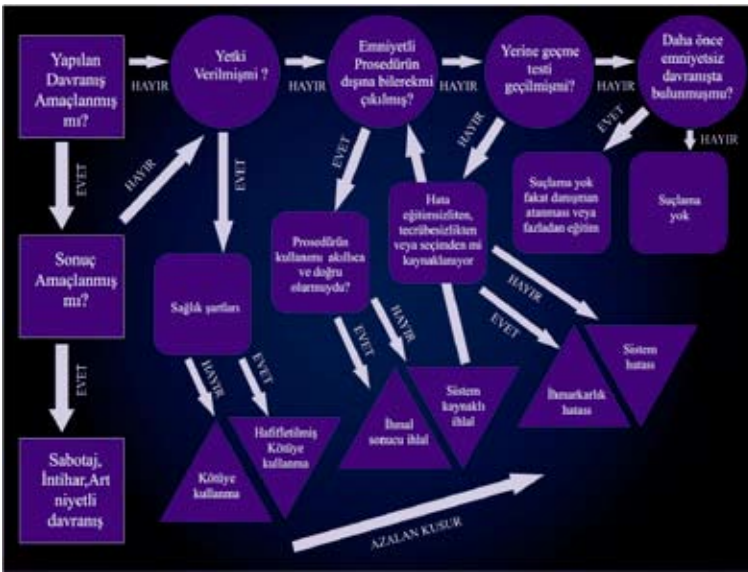 Yapılan
Davranış
Amaçlanmış
mı?
HAYIR
Yetki
Verilmişmi ?
HAYIR
Emniyetli
Prosedürün
dışına bilerekmi
çıkılmış?
HAYIR
Yerine geçme
testi
geçilmişmi?
HAYIR
Daha önce
emniyetsiz
davranışta
bulunmuşmu?
EVET
HAYIR
EVET
EVET
HAYIR
EVET
HAYIR
Sonuç
Amaçlanmış
mı?
Sağlık şartları
Prosedürün
kullanımı akıllıca
ve doğru
olurmuydu?
Hata
eğitimsizliten,
tecrübesizlikten
veya seçimden mi
kaynaklanıyor
Suçlama yok
fakat danışman
atanması veya
fazladan eğitim
Suçlama
yok
EVET
HAYIR
EVET
EVET
HAYIR
EVET
HAYIR
Sabotaj,
İntihar,Art
niyetli
davranış
Kötüye
kullanma
Hafifletilmiş
Kötüye
kullanma
İhmal
sonucu ihlal
Sistem
kaynaklı
ihlal
İhmarkarlık
hatası
Sistem
hatası
AZALAN KUSUR